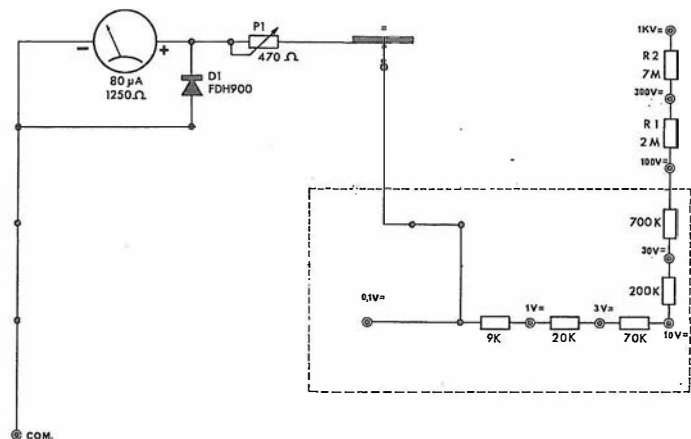 P1
470 Ω
=
− +
80 µA
1250 Ω
D1
FDH900
1KV=
R2
7M
300V=
R1
2M
100V=
700K
30V=
200K
0,1V=
1V=
3V=
10V=
9K
20K
70K
COM.